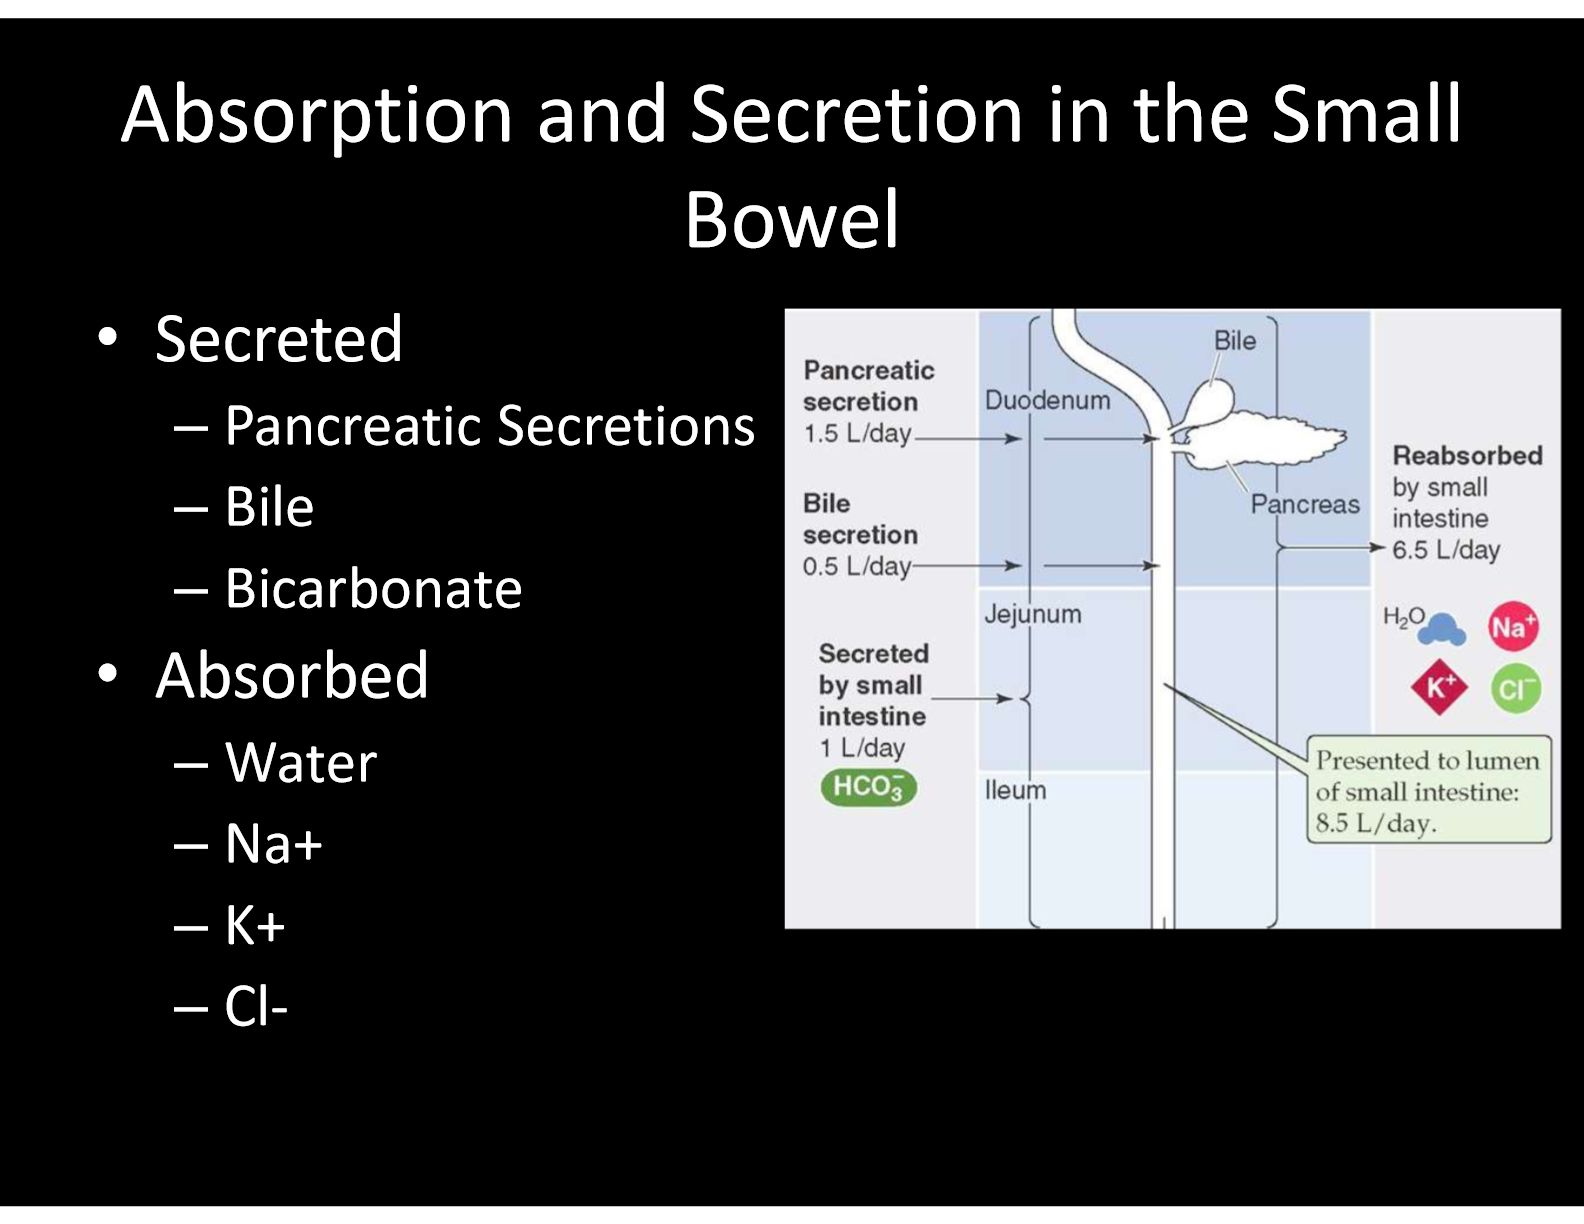 Absorption and Secretion in the Small
Bowel
• Secreted
– Pancreatic Secretions
– Bile
– Bicarbonate
• Absorbed
– Water
– Na+
– K+
– Cl-
Pancreatic
secretion
1.5 L/day
Bile
secretion
0.5 L/day
Secreted
by small
intestine
1 L/day
HCO₃⁻
Duodenum
Jejunum
Ileum
Bile
Pancreas
Reabsorbed
by small
intestine
6.5 L/day
H₂O
Na⁺
K⁺
Cl⁻
Presented to lumen
of small intestine:
8.5 L/day.